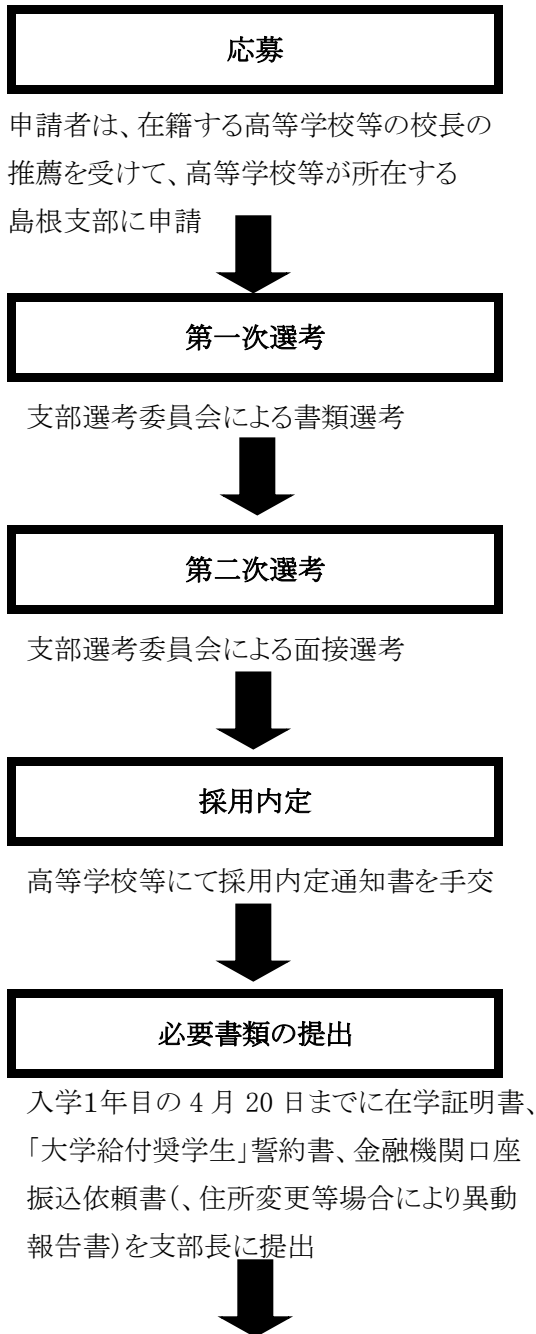 応募
申請者は、在籍する高等学校等の校長の
推薦を受けて、高等学校等が所在する
島根支部に申請
第一次選考
支部選考委員会による書類選考
第二次選考
支部選考委員会による面接選考
採用内定
高等学校等にて採用内定通知書を手交
必要書類の提出
入学1年目の 4 月 20 日までに在学証明書、
「大学給付奨学生」誓約書、金融機関口座
振込依頼書(、住所変更等場合により異動
報告書)を支部長に提出